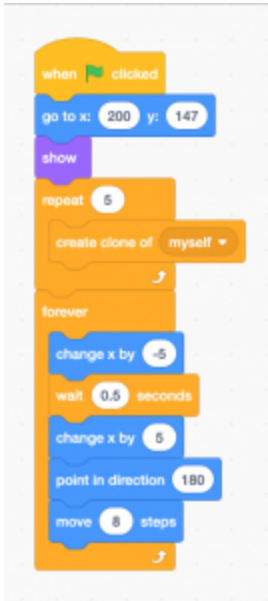 when clicked
go to x: 200 y: 147
show
repeat 5
create clone of myself
forever
change x by -5
wait 0.5 seconds
change x by 5
point in direction 180
move 8 steps